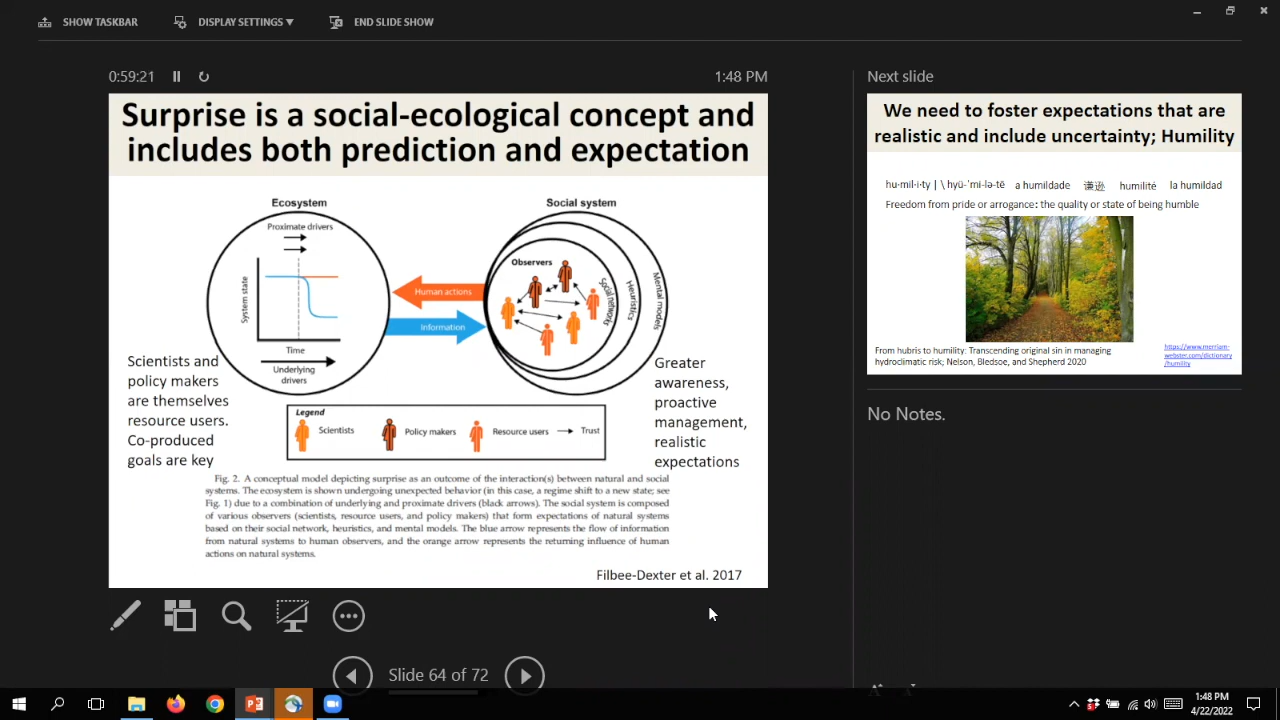 SHOW TASKBAR
DISPLAY SETTINGS ▼
END SLIDE SHOW
0:59:21
1:48 PM
Surprise is a social-ecological concept and
includes both prediction and expectation
Ecosystem
Proximate drivers
System state
Time
Underlying
drivers
Human actions
Information
Social system
Observers
Social networks
Heuristics
Mental models
Scientists and
policy makers
are themselves
resource users.
Co-produced
goals are key
Greater
awareness,
proactive
management,
realistic
expectations
Legend
Scientists
Policy makers
Resource users
Trust
Fig. 2. A conceptual model depicting surprise as an outcome of the interaction(s) between natural and social
systems. The ecosystem is shown undergoing unexpected behavior (in this case, a regime shift to a new state; see
Fig. 1) due to a combination of underlying and proximate drivers (black arrows). The social system is composed
of various observers (scientists, resource users, and policy makers) that form expectations of natural systems
based on their social network, heuristics, and mental models. The blue arrow represents the flow of information
from natural systems to human observers, and the orange arrow represents the returning influence of human
actions on natural systems.
Filbee-Dexter et al. 2017
Slide 64 of 72
Next slide
We need to foster expectations that are
realistic and include uncertainty; Humility
hu·mil·i·ty | \ hyü-ˈmi-lə-tē a humildade 谦逊 humilité la humildad
Freedom from pride or arrogance: the quality or state of being humble
From hubris to humility: Transcending original sin in managing
hydroclimatic risk; Nelson, Bledsoe, and Shepherd 2020
https://www.merriam-
webster.com/dictionary
/humility
No Notes.
1:48 PM
4/22/2022